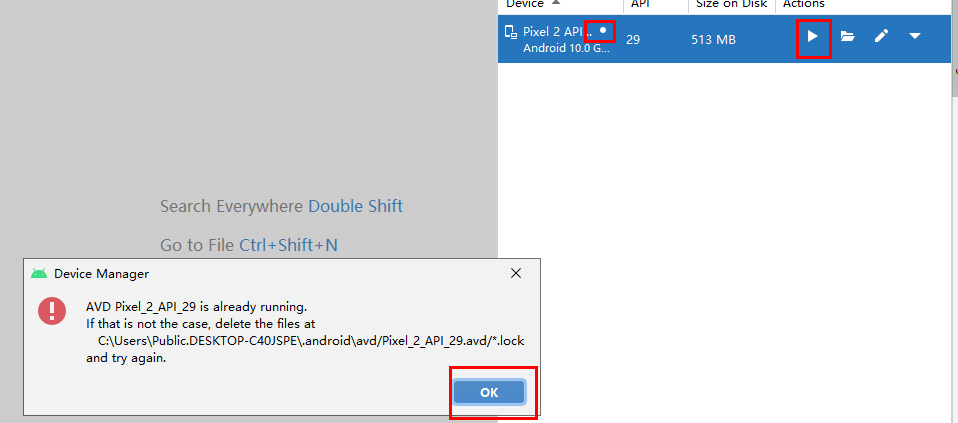 Device API Size on Disk Actions
Pixel 2 API... 29 513 MB
Android 10.0 G...
Search Everywhere Double Shift
Go to File Ctrl+Shift+N
Device Manager
AVD Pixel_2_API_29 is already running.
If that is not the case, delete the files at
C:\Users\Public.DESKTOP-C40JSPE\.android\avd/Pixel_2_API_29.avd/*.lock
and try again.
OK